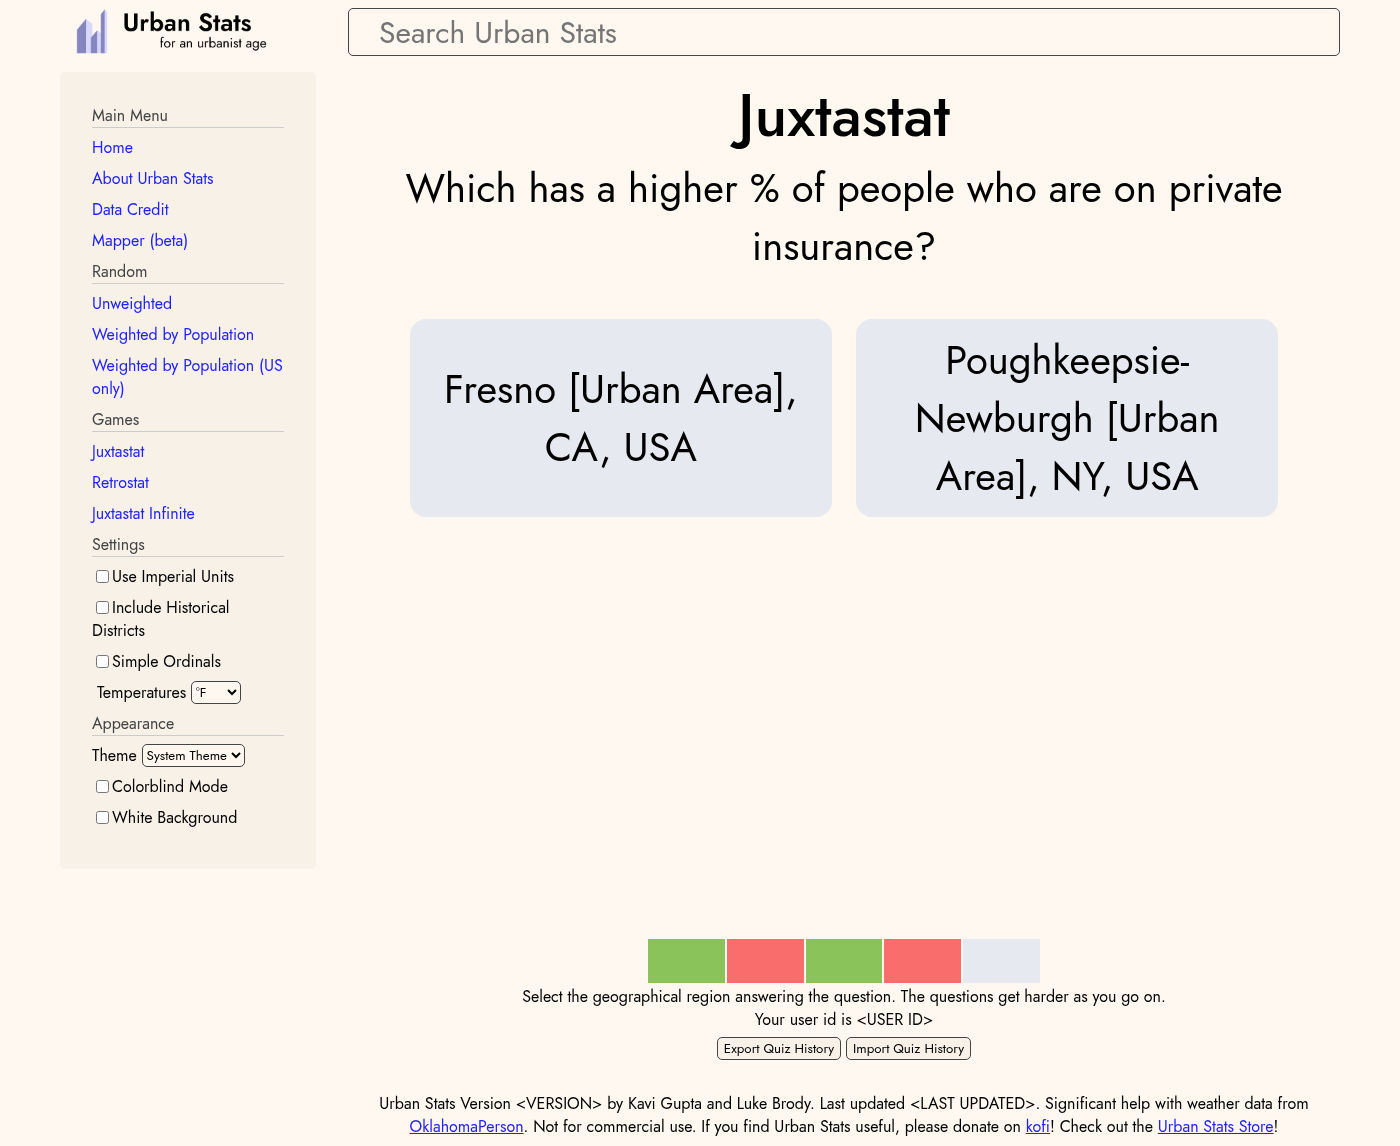 Urban Stats
for an urbanist age
Search Urban Stats
Main Menu
Home
About Urban Stats
Data Credit
Mapper (beta)
Random
Unweighted
Weighted by Population
Weighted by Population (US
only)
Games
Juxtastat
Retrostat
Juxtastat Infinite
Settings
Use Imperial Units
Include Historical
Districts
Simple Ordinals
Temperatures °F
Appearance
Theme System Theme
Colorblind Mode
White Background
Juxtastat
Which has a higher % of people who are on private
insurance?
Fresno [Urban Area],
CA, USA
Poughkeepsie-
Newburgh [Urban
Area], NY, USA
Select the geographical region answering the question. The questions get harder as you go on.
Your user id is <USER ID>
Export Quiz History Import Quiz History
Urban Stats Version <VERSION> by Kavi Gupta and Luke Brody. Last updated <LAST UPDATED>. Significant help with weather data from
OklahomaPerson. Not for commercial use. If you find Urban Stats useful, please donate on kofi! Check out the Urban Stats Store!